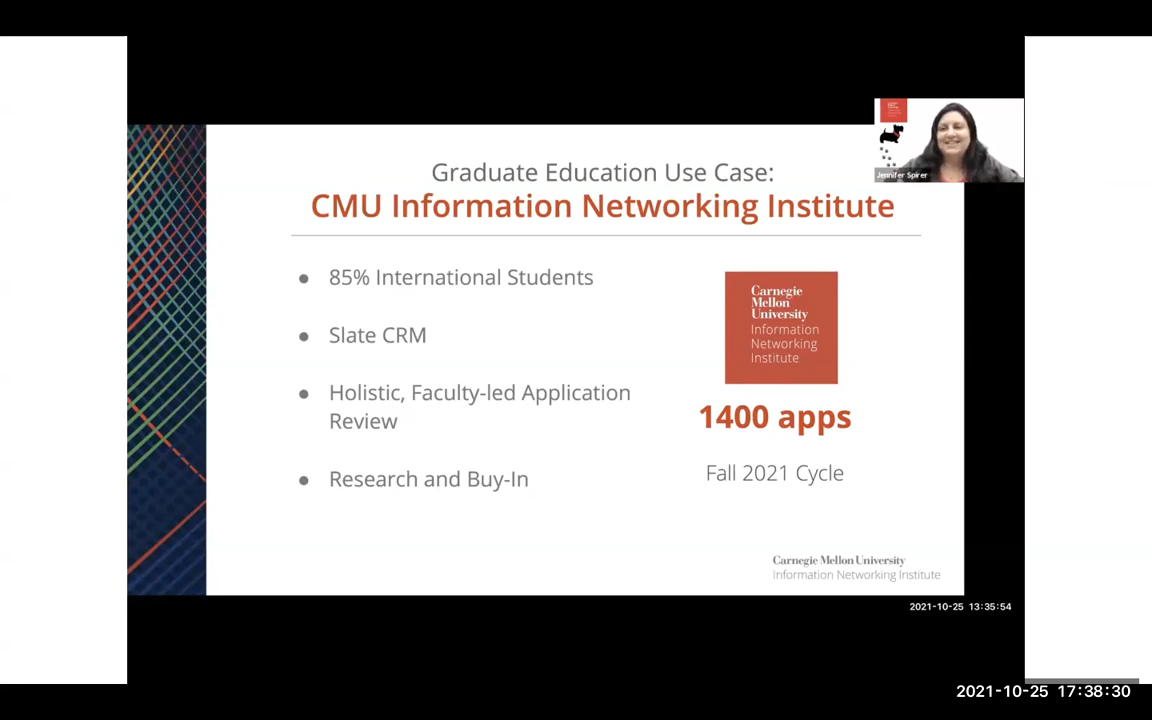 Graduate Education Use Case:
CMU Information Networking Institute
● 85% International Students
● Slate CRM
● Holistic, Faculty-led Application
Review
● Research and Buy-In
Carnegie
Mellon
University
Information
Networking
Institute
1400 apps
Fall 2021 Cycle
Carnegie Mellon University
Information Networking Institute
Jennifer Spirer
2021-10-25 13:35:54
2021-10-25 17:38:30